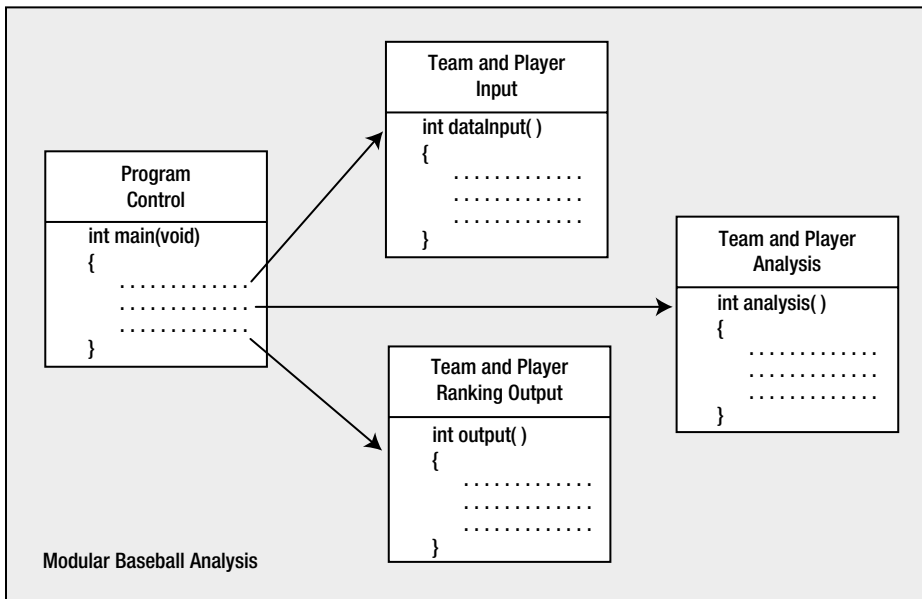 Program
Control
int main(void)
{
. . . . . . . . . . . . .
. . . . . . . . . . . . .
. . . . . . . . . . . . .
}
Team and Player
Input
int dataInput( )
{
. . . . . . . . . . . . .
. . . . . . . . . . . . .
. . . . . . . . . . . . .
}
Team and Player
Analysis
int analysis( )
{
. . . . . . . . . . . . .
. . . . . . . . . . . . .
. . . . . . . . . . . . .
}
Team and Player
Ranking Output
int output( )
{
. . . . . . . . . . . . .
. . . . . . . . . . . . .
. . . . . . . . . . . . .
}
Modular Baseball Analysis